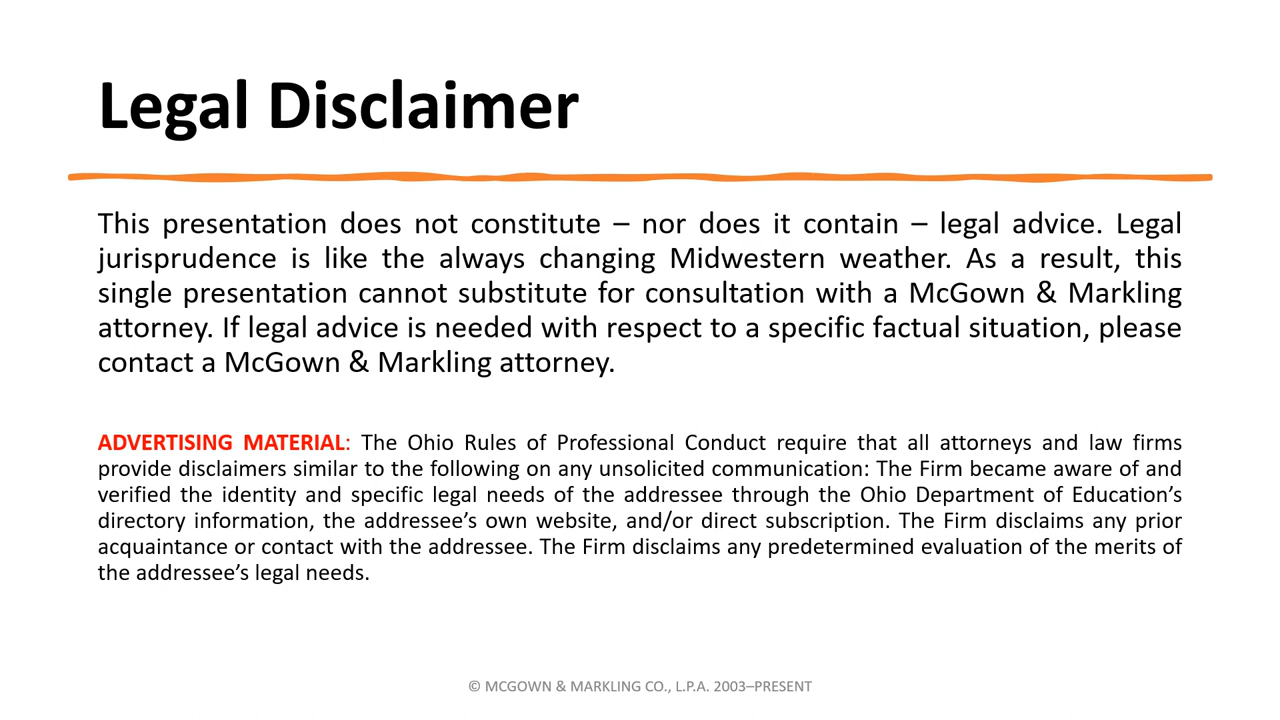 Legal Disclaimer
This presentation does not constitute – nor does it contain – legal advice. Legal
jurisprudence is like the always changing Midwestern weather. As a result, this
single presentation cannot substitute for consultation with a McGown & Markling
attorney. If legal advice is needed with respect to a specific factual situation, please
contact a McGown & Markling attorney.
ADVERTISING MATERIAL: The Ohio Rules of Professional Conduct require that all attorneys and law firms
provide disclaimers similar to the following on any unsolicited communication: The Firm became aware of and
verified the identity and specific legal needs of the addressee through the Ohio Department of Education’s
directory information, the addressee’s own website, and/or direct subscription. The Firm disclaims any prior
acquaintance or contact with the addressee. The Firm disclaims any predetermined evaluation of the merits of
the addressee’s legal needs.
© MCGOWN & MARKLING CO., L.P.A. 2003–PRESENT